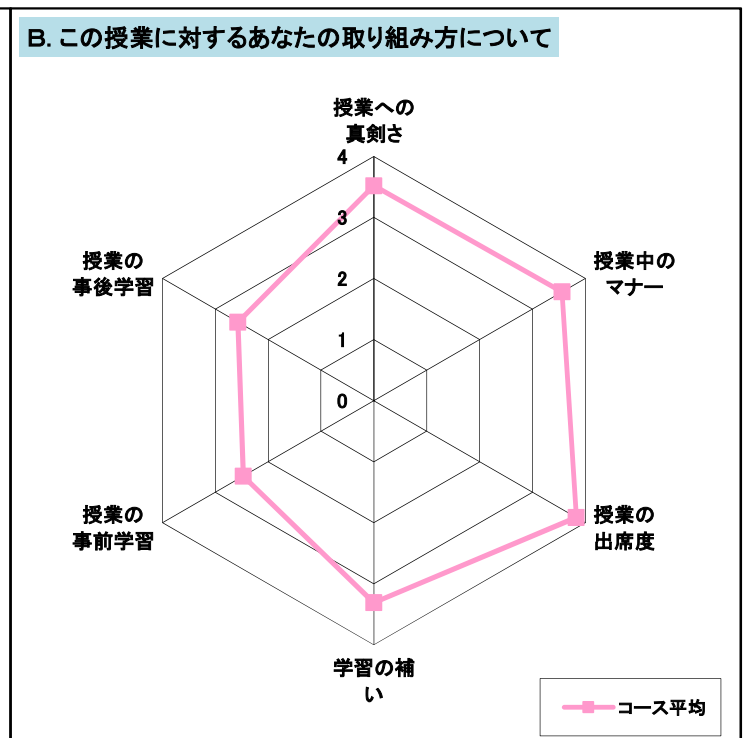 B. この授業に対するあなたの取り組み方について
授業への
真剣さ
4
3
2
1
0
授業中の
マナー
授業の
出席度
学習の補
い
授業の
事前学習
授業の
事後学習
コース平均